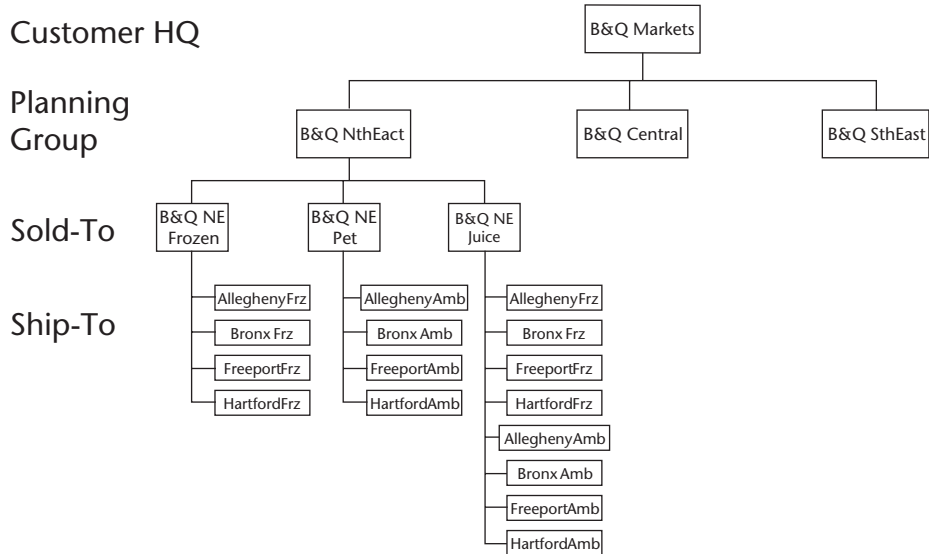 Customer HQ
B&Q Markets
Planning
Group
B&Q NthEact
B&Q Central
B&Q SthEast
Sold-To
B&Q NE
Frozen
B&Q NE
Pet
B&Q NE
Juice
Ship-To
AlleghenyFrz
Bronx Frz
FreeportFrz
HartfordFrz
AlleghenyAmb
Bronx Amb
FreeportAmb
HartfordAmb
AlleghenyFrz
Bronx Frz
FreeportFrz
HartfordFrz
AlleghenyAmb
Bronx Amb
FreeportAmb
HartfordAmb